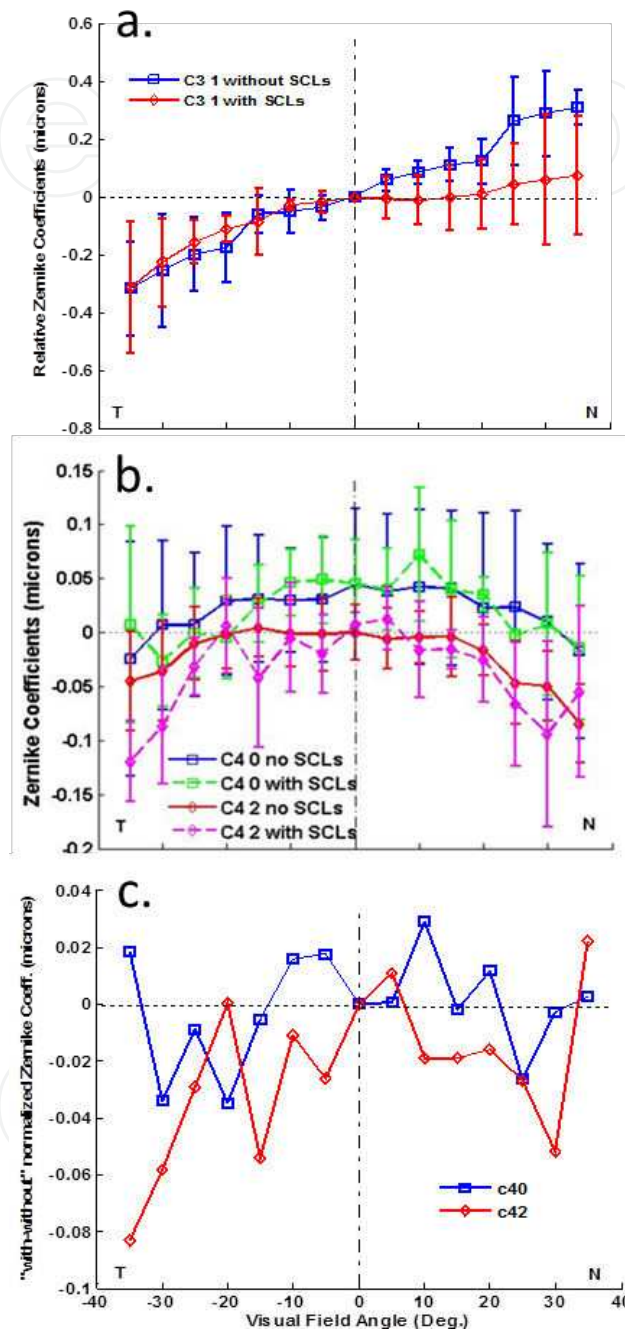 a.
0.6
0.4
0.2
0
-0.2
-0.4
-0.6
-0.8
Relative Zernike Coefficients (microns)
C3 1 without SCLs
C3 1 with SCLs
T
N
b.
0.15
0.1
0.05
0
-0.05
-0.1
-0.15
-0.2
Zernike Coefficients (microns)
C4 0 no SCLs
C4 0 with SCLs
C4 2 no SCLs
C4 2 with SCLs
T
N
c.
0.04
0.02
0
-0.02
-0.04
-0.06
-0.08
-0.1
"with-without" normalized Zernike Coeff. (microns)
c40
c42
T
N
-40 -30 -20 -10 0 10 20 30 40
Visual Field Angle (Deg.)